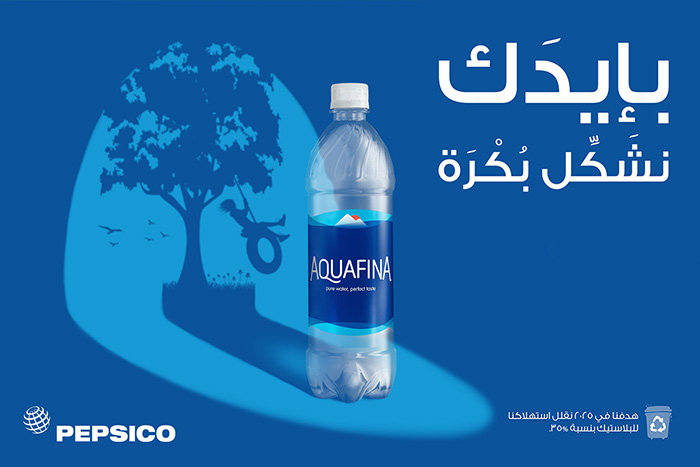 بإيدَك
نشَكِّل بُكْرَة
AQUAFINA
pure water, perfect taste
PEPSICO
هدفنا في ٢٠٢٥ نقلل استهلاكنا
للبلاستيك بنسبة ٣٥%.